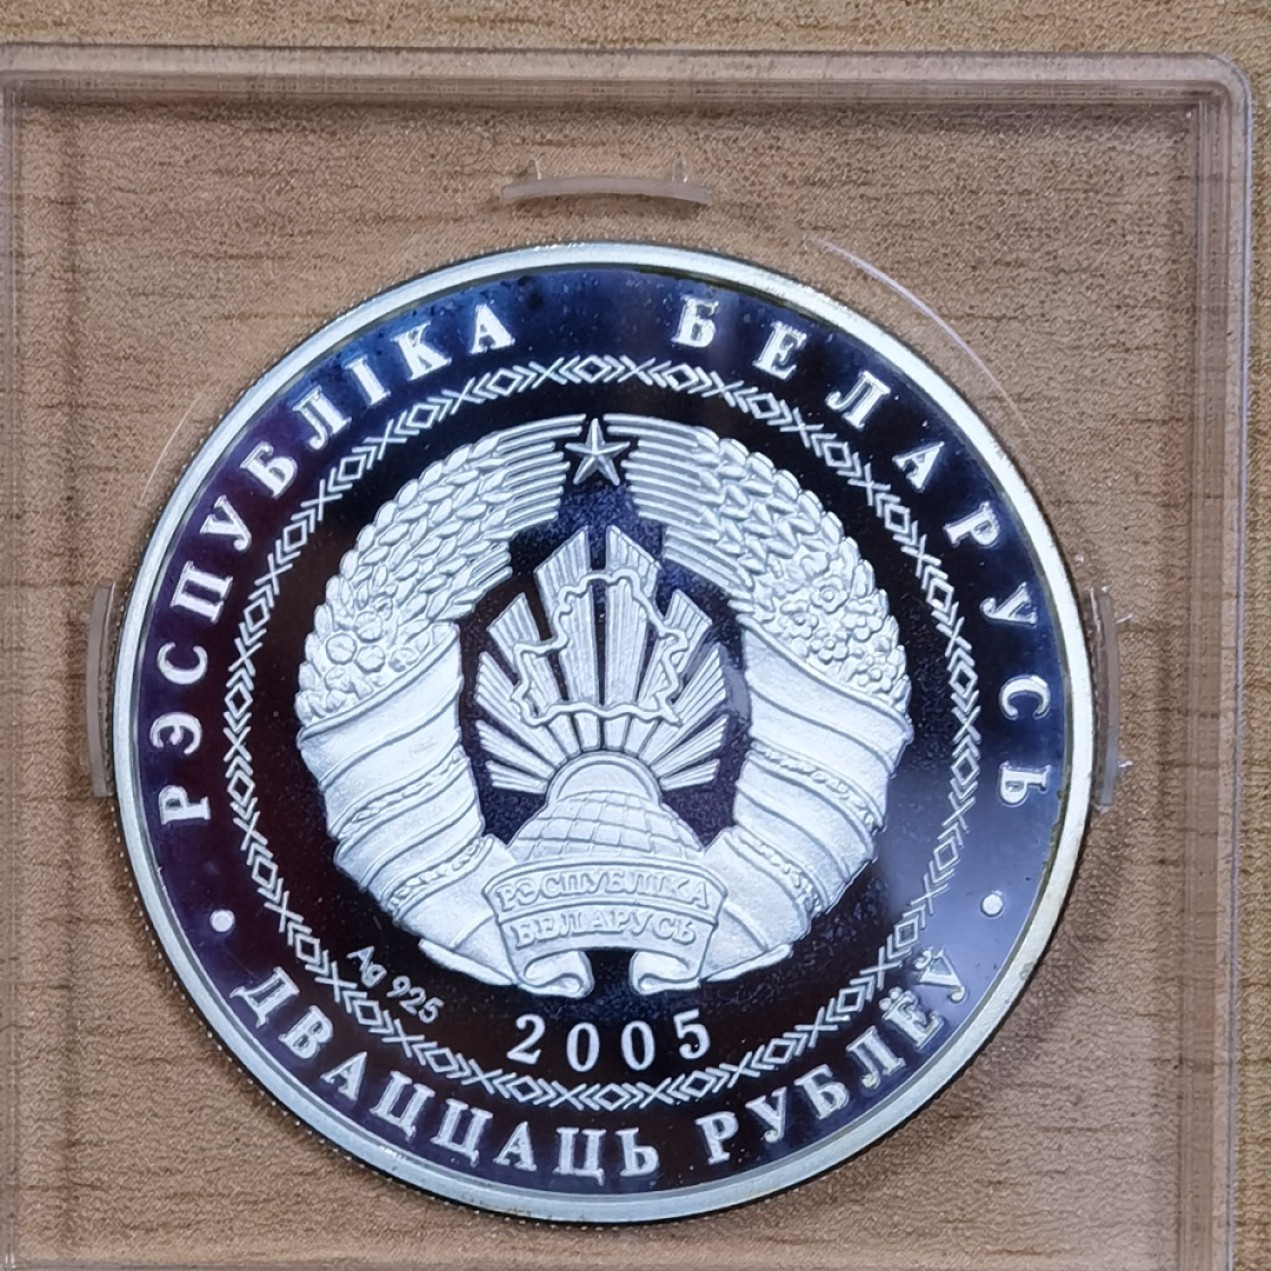 РЭСПУБЛІКА БЕЛАРУСЬ
РЭСПУБЛІКА
БЕЛАРУСЬ
Ag 925
2005
ДВАЦЦАЦЬ РУБЛЁЎ